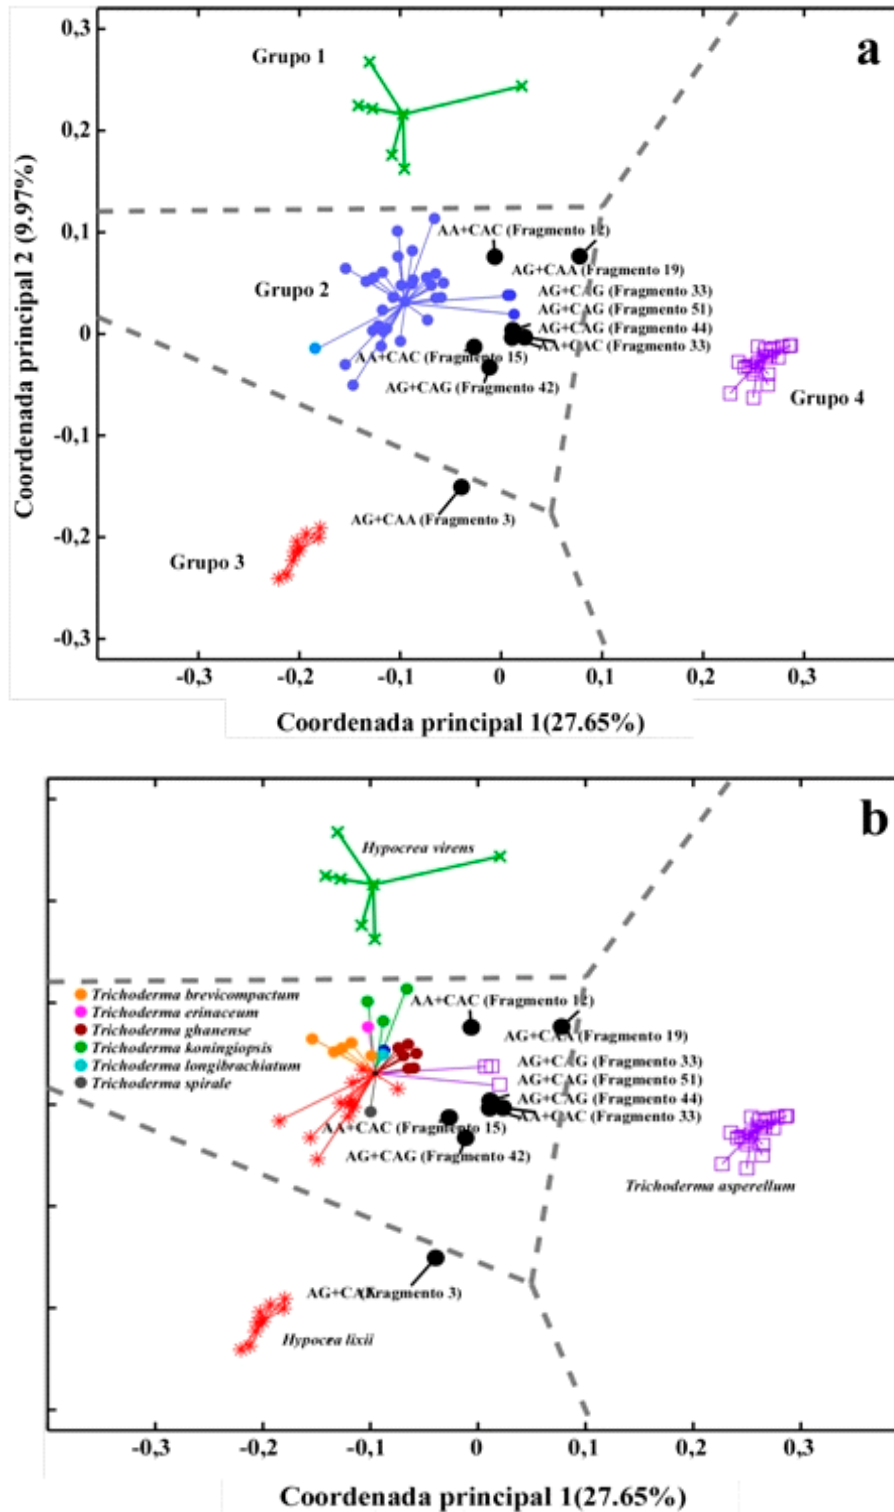 a
0,3
Grupo 1
0,2
0,1
AA+CAC (Fragmento 12)
AG+CAA (Fragmento 19)
Grupo 2
AG+CAG (Fragmento 33)
AG+CAG (Fragmento 51)
0
AG+CAG (Fragmento 44)
AA+CAC (Fragmento 33)
AA+CAC (Fragmento 15)
AG+CAG (Fragmento 42)
Grupo 4
-0,1
AG+CAA (Fragmento 3)
-0,2
Grupo 3
-0,3
Coordenada principal 2 (9.97%)
-0,3 -0,2 -0,1 0 0,1 0,2 0,3
Coordenada principal 1(27.65%)
b
Hypocrea virens
Trichoderma brevicompactum
Trichoderma erinaceum
Trichoderma ghanense
Trichoderma koningiopsis
Trichoderma longibrachiatum
Trichoderma spirale
AA+CAC (Fragmento 12)
AG+CAA (Fragmento 19)
AG+CAG (Fragmento 33)
AG+CAG (Fragmento 51)
AG+CAG (Fragmento 44)
AA+CAC (Fragmento 33)
AA+CAC (Fragmento 15)
AG+CAG (Fragmento 42)
Trichoderma asperellum
(Fragmento 3)
Hypocrea lixii
-0,3 -0,2 -0,1 0 0,1 0,2 0,3
Coordenada principal 1(27.65%)